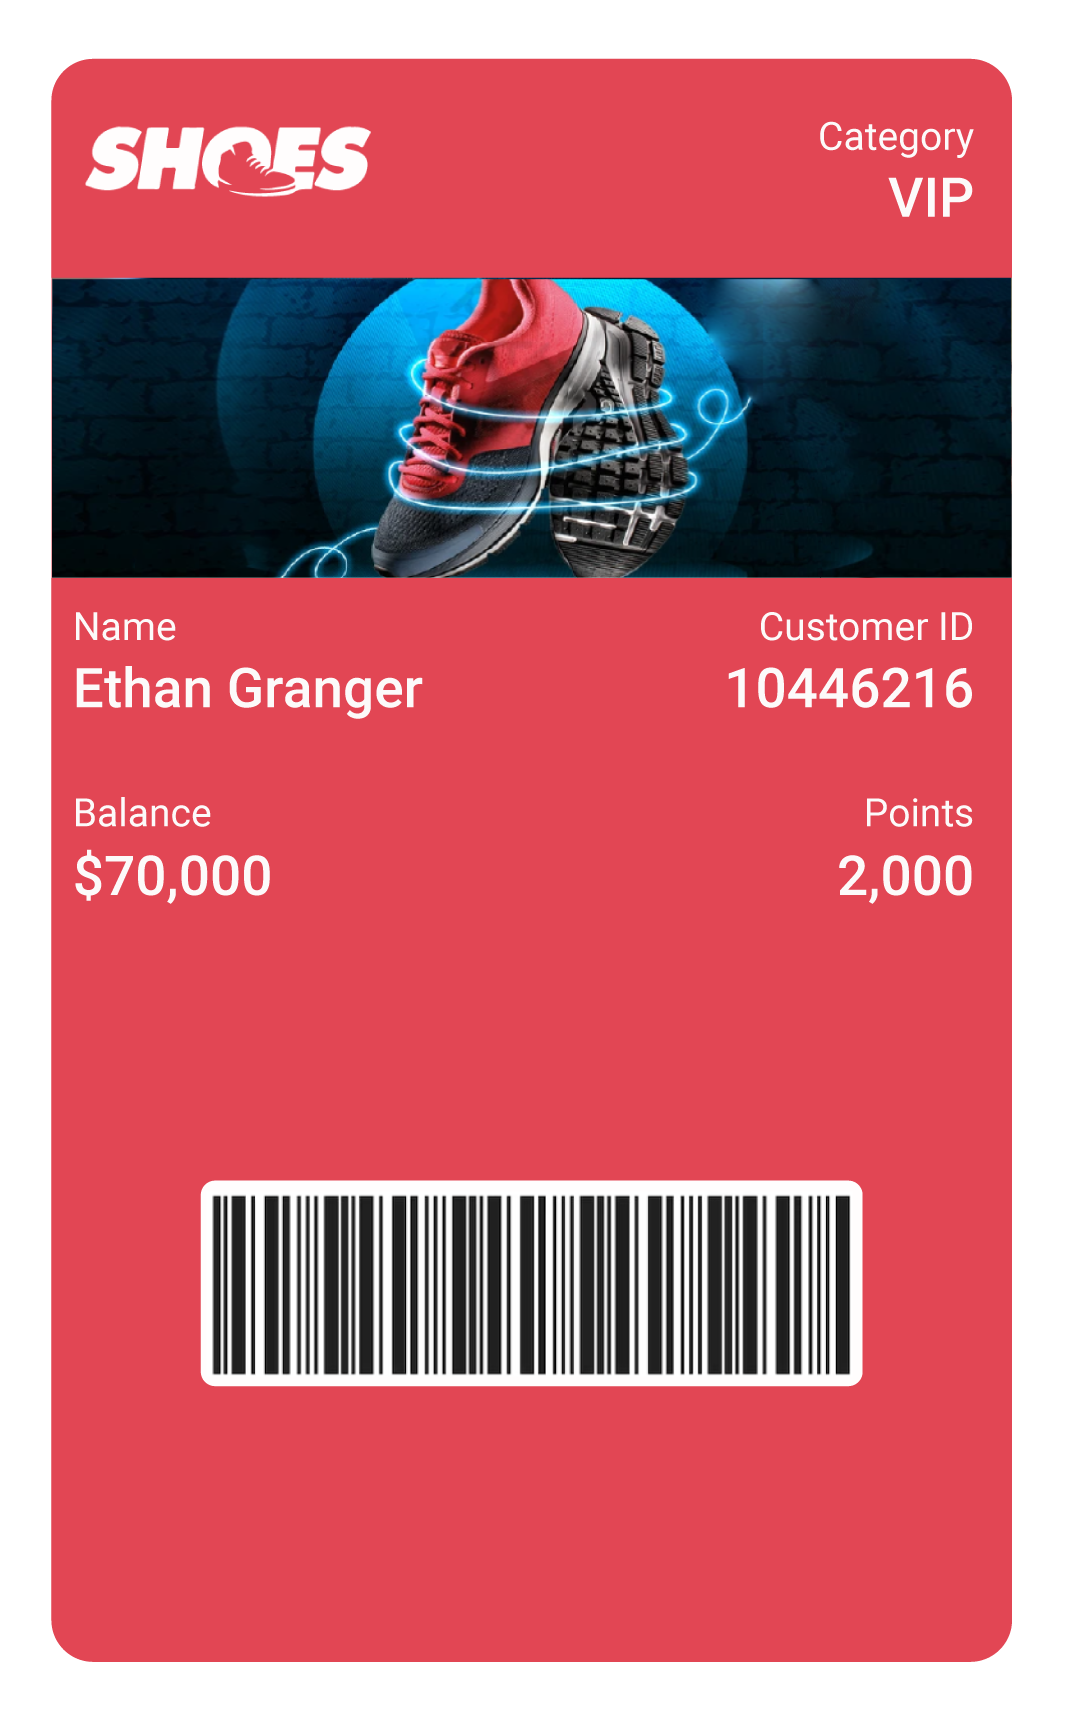 SHOES
Category
VIP
Name
Customer ID
Ethan Granger
10446216
Balance
Points
$70,000
2,000